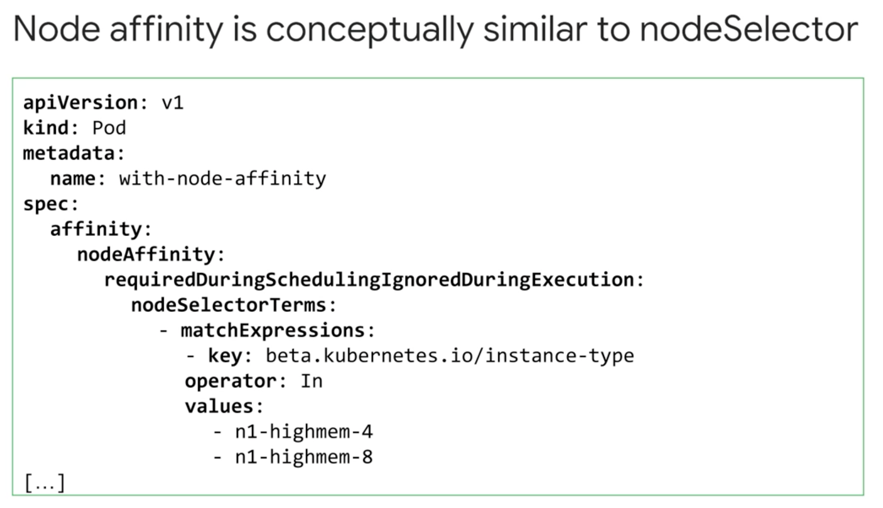 Node affinity is conceptually similar to nodeSelector
apiVersion: v1
kind: Pod
metadata:
   name: with-node-affinity
spec:
   affinity:
      nodeAffinity:
         requiredDuringSchedulingIgnoredDuringExecution:
            nodeSelectorTerms:
               - matchExpressions:
                  - key: beta.kubernetes.io/instance-type
                  operator: In
                  values:
                     - n1-highmem-4
                     - n1-highmem-8
[...]